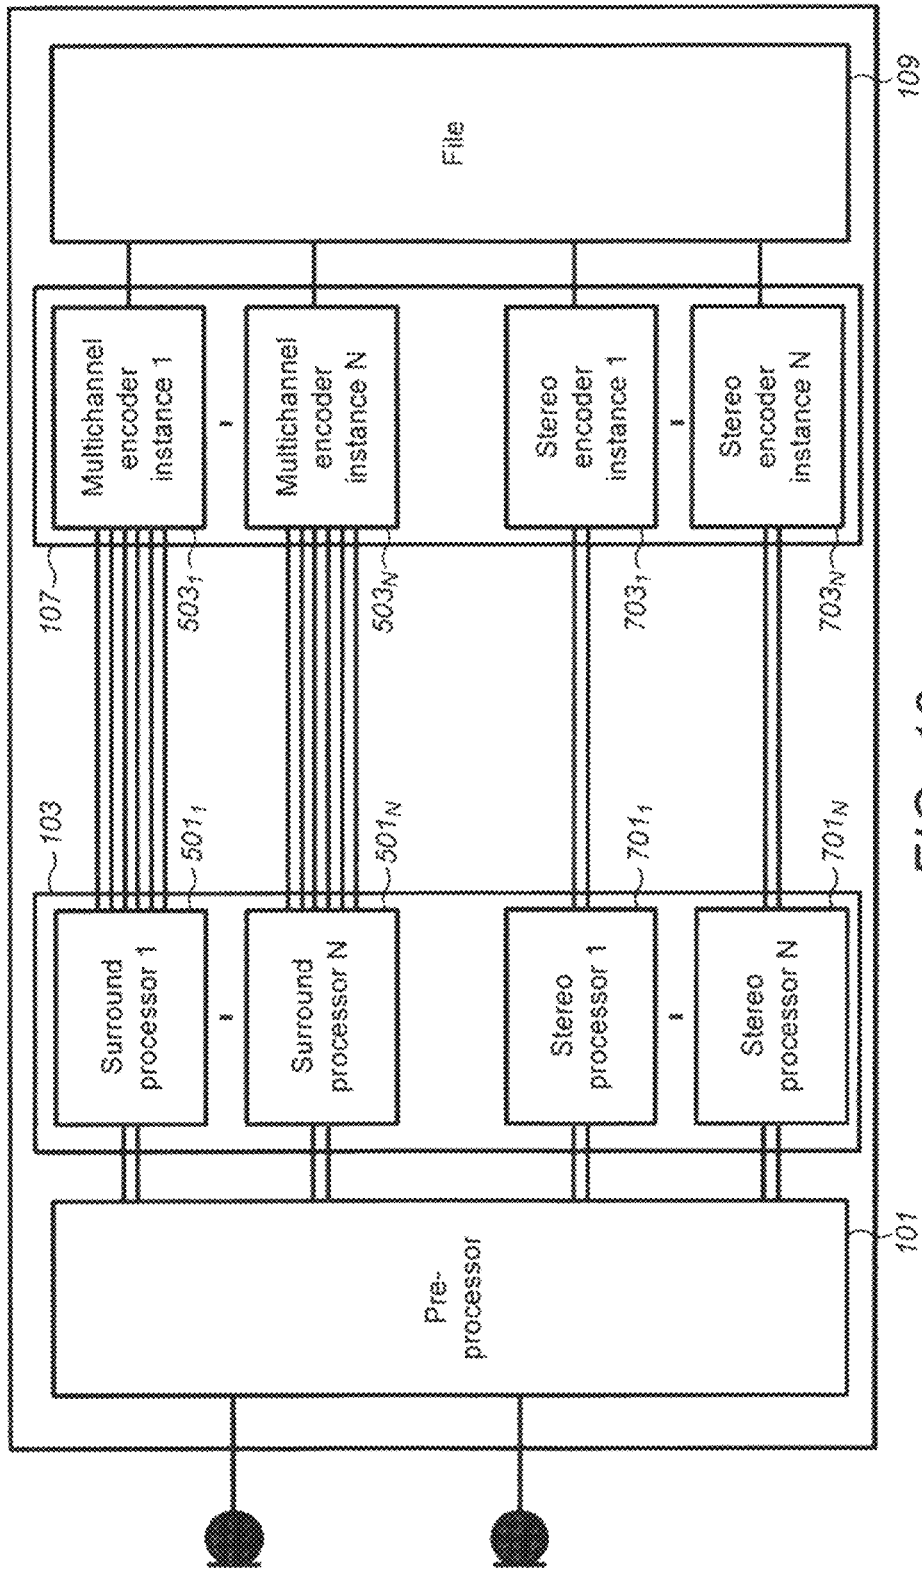 Pre-
processor
101
103
Surround
processor 1
501₁
Surround
processor N
501N
Stereo
processor 1
701₁
Stereo
processor N
701N
107
Multichannel
encoder
instance 1
503₁
Multichannel
encoder
instance N
503N
Stereo
encoder
instance 1
703₁
Stereo
encoder
instance N
703N
File
109